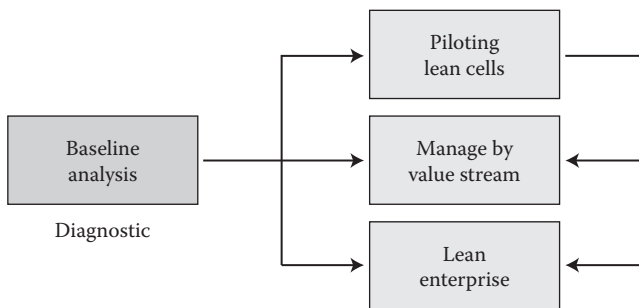 Piloting
lean cells
Baseline
analysis
Manage by
value stream
Diagnostic
Lean
enterprise